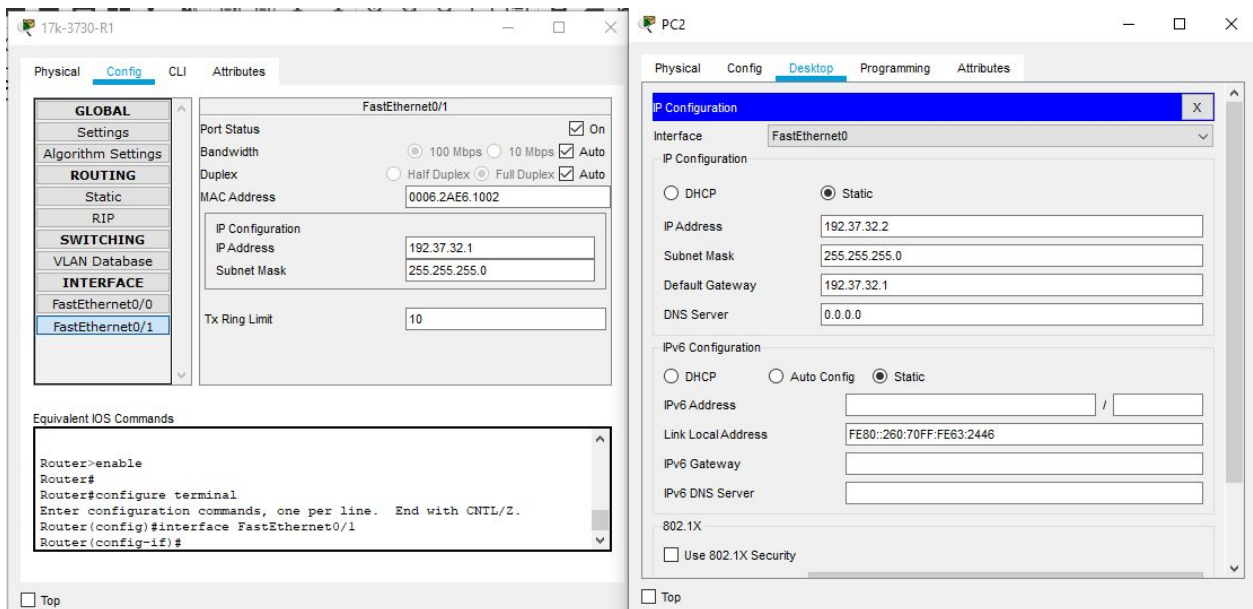 17k-3730-R1
Physical Config CLI Attributes
GLOBAL
Settings
Algorithm Settings
ROUTING
Static
RIP
SWITCHING
VLAN Database
INTERFACE
FastEthernet0/0
FastEthernet0/1
FastEthernet0/1
Port Status On
Bandwidth 100 Mbps 10 Mbps Auto
Duplex Half Duplex Full Duplex Auto
MAC Address 0006.2AE6.1002
IP Configuration
IP Address 192.37.32.1
Subnet Mask 255.255.255.0
Tx Ring Limit 10
Equivalent IOS Commands
Router>enable
Router#
Router#configure terminal
Enter configuration commands, one per line. End with CNTL/Z.
Router(config)#interface FastEthernet0/1
Router(config-if)#
Top
PC2
Physical Config Desktop Programming Attributes
IP Configuration X
Interface FastEthernet0
IP Configuration
DHCP Static
IP Address 192.37.32.2
Subnet Mask 255.255.255.0
Default Gateway 192.37.32.1
DNS Server 0.0.0.0
IPv6 Configuration
DHCP Auto Config Static
IPv6 Address /
Link Local Address FE80::260:70FF:FE63:2446
IPv6 Gateway
IPv6 DNS Server
802.1X
Use 802.1X Security
Top